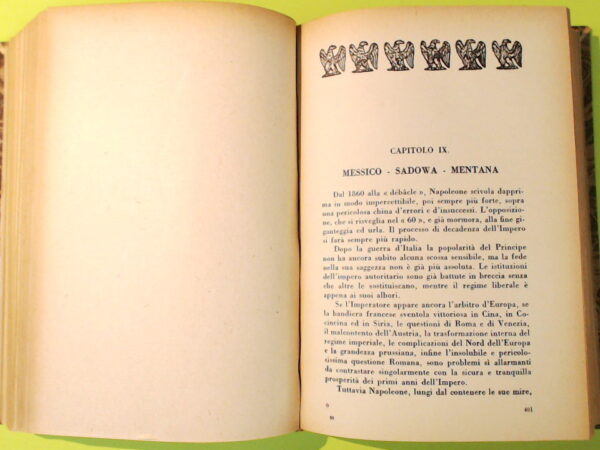 CAPITOLO IX.
MESSICO - SADOWA - MENTANA
Dal 1860 alla « débâcle », Napoleone scivola dapprima
in modo impercettibile, poi sempre più forte, sopra
una pericolosa china d'errori e d'insuccessi. L'opposizione,
che si risveglia nel « 60 », e già mormora, alla fine gi-
ganteggia ed urla. Il processo di decadenza dell'Impero
si farà sempre più rapido.
Dopo la guerra d'Italia la popolarità del Principe
non ha ancora subito alcuna scossa sensibile, ma la fede
nella sua saggezza non è già più assoluta. Le istituzioni
dell'impero autoritario sono già battute in breccia senza
che altre le sostituiscano, mentre il regime liberale è
appena ai suoi albori.
Se l'Imperatore appare ancora l'arbitro d'Europa, se
la bandiera francese sventola vittoriosa in Cina, in Co-
cincina ed in Siria, le questioni di Roma e di Venezia,
il malcontento dell'Austria, la trasformazione interna del
regime imperiale, le complicazioni del Nord dell'Europa
e la grandezza prussiana, infine l'insolubile e pericolo-
sissima questione Romana, sono problemi sì allarmanti
da contrastare singolarmente con la sicura e tranquilla
prosperità dei primi anni dell'Impero.
Tuttavia Napoleone, lungi dal contenere le sue mire,
401